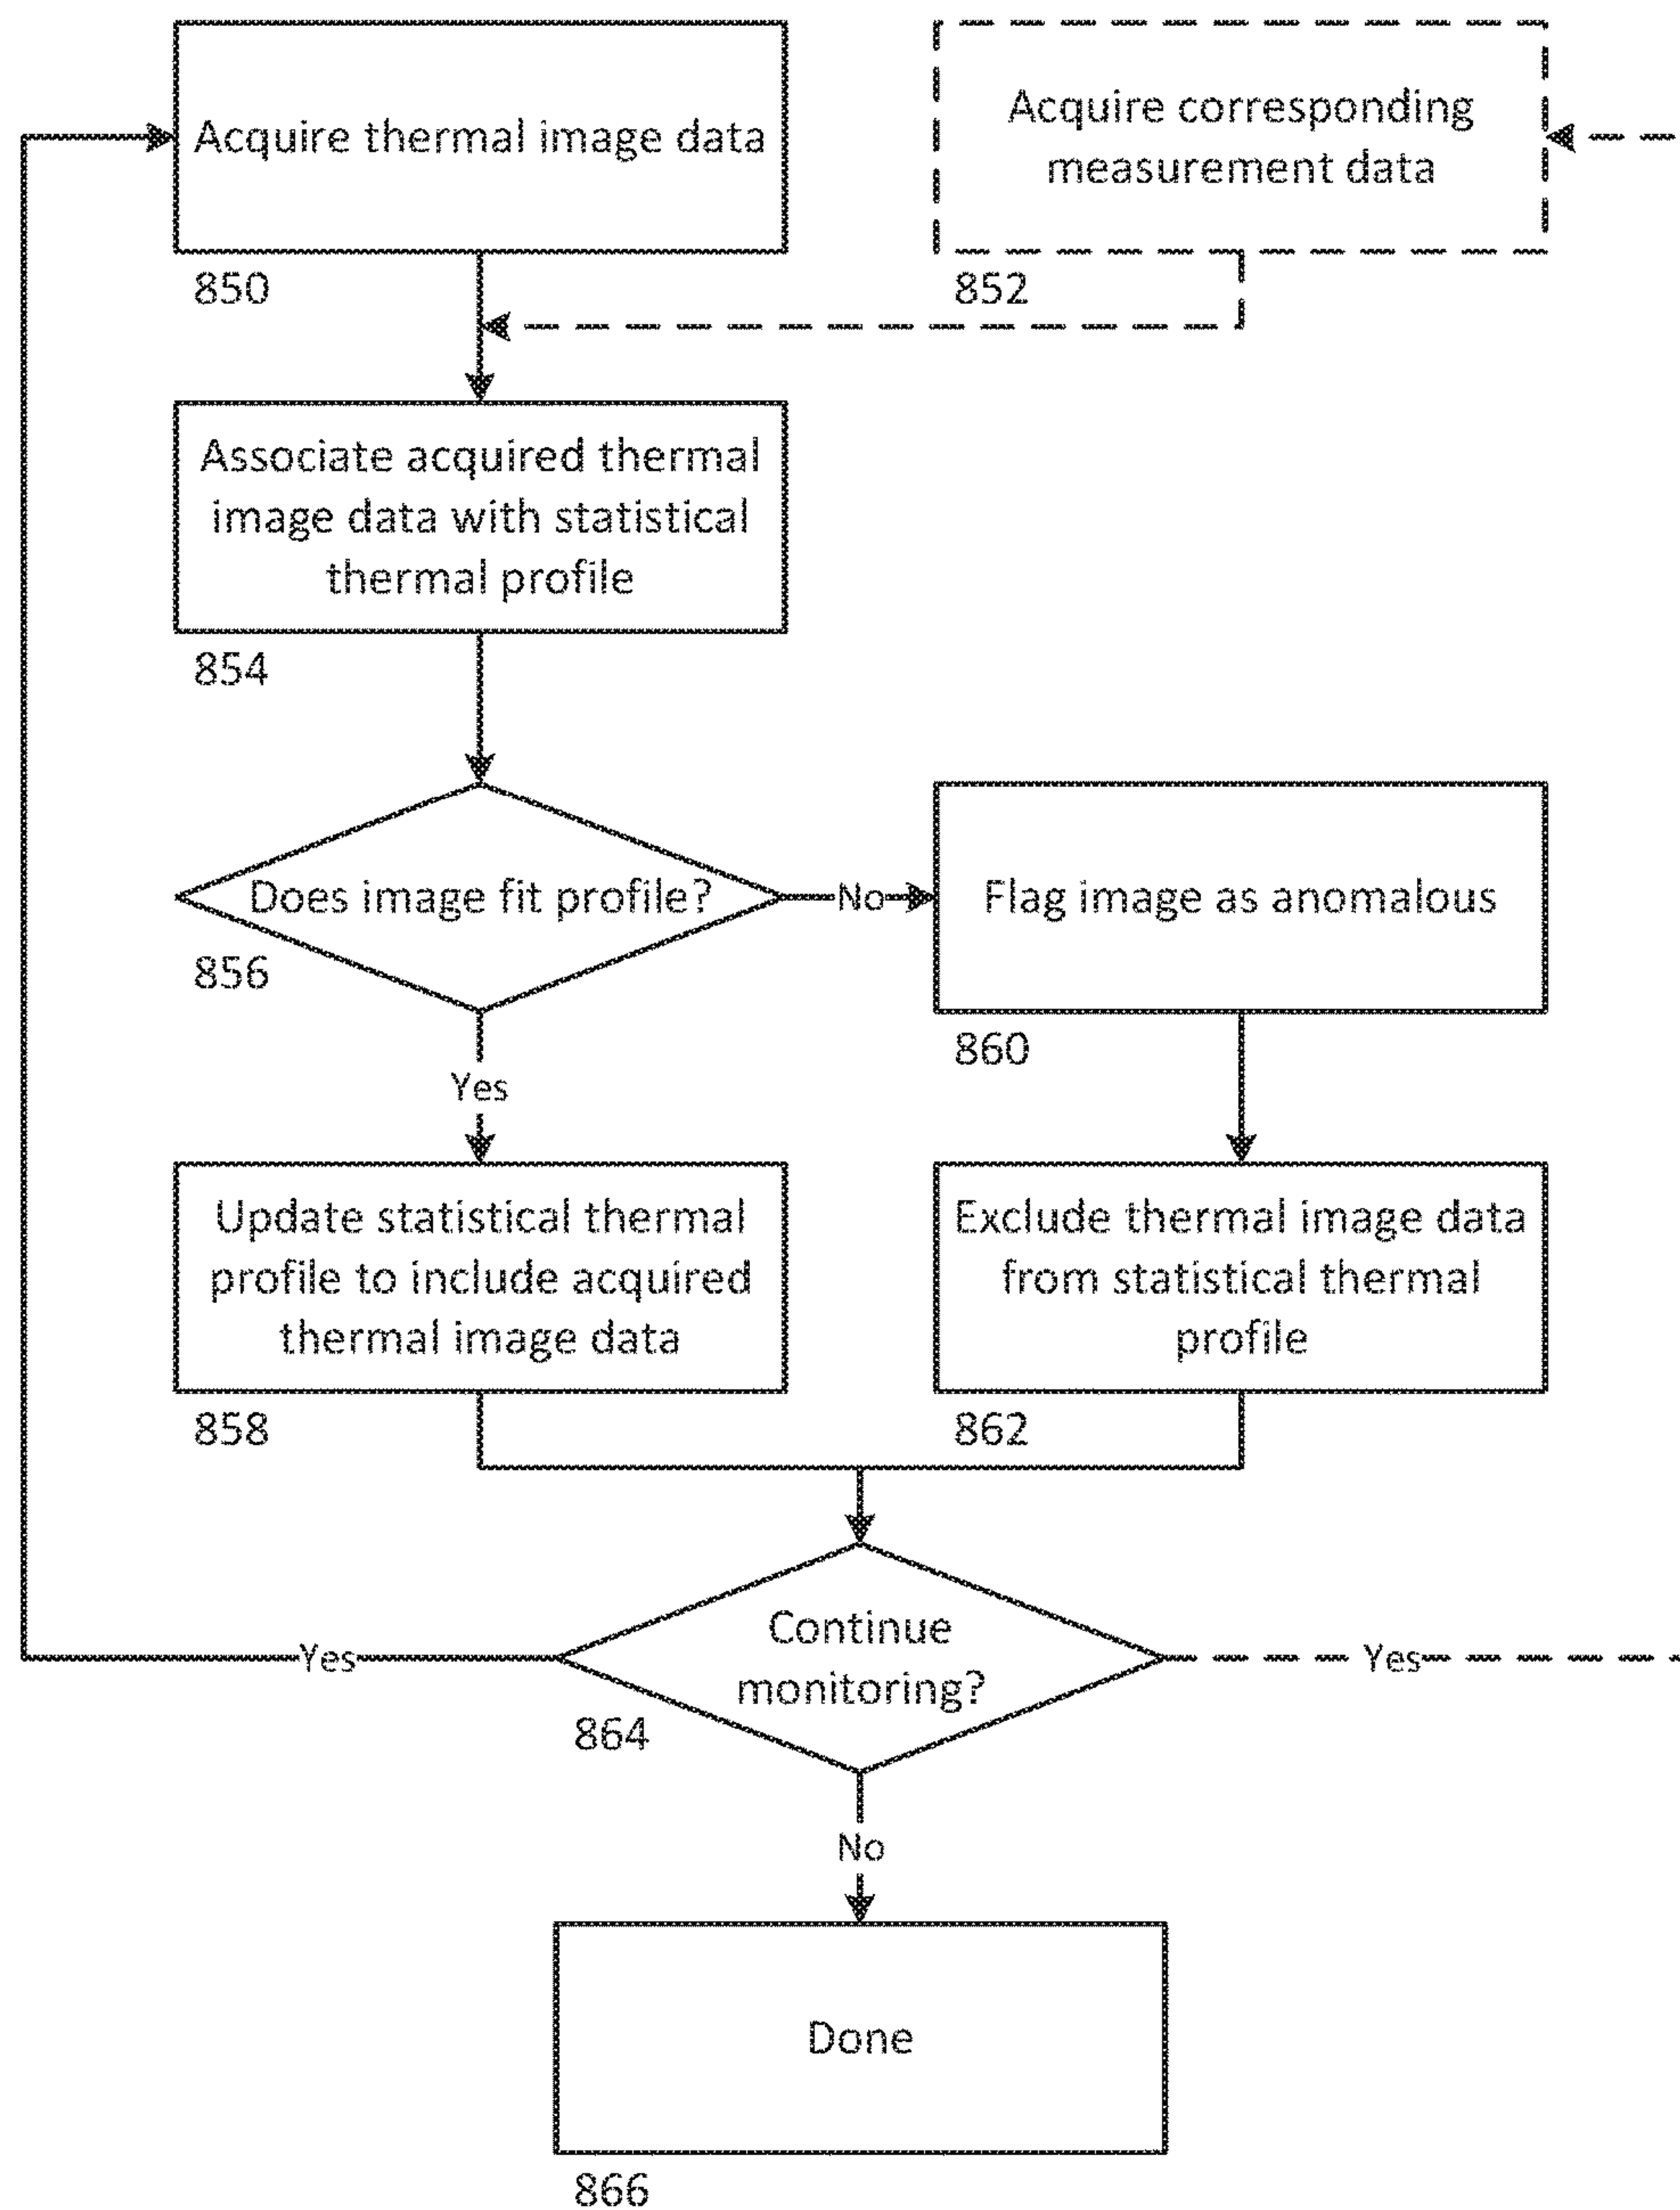 Acquire thermal image data
850
Acquire corresponding
measurement data
852
Associate acquired thermal
image data with statistical
thermal profile
854
Does image fit profile?
856
No
Flag image as anomalous
860
Yes
Update statistical thermal
profile to include acquired
thermal image data
858
Exclude thermal image data
from statistical thermal
profile
862
Continue
monitoring?
864
Yes
Yes
No
Done
866